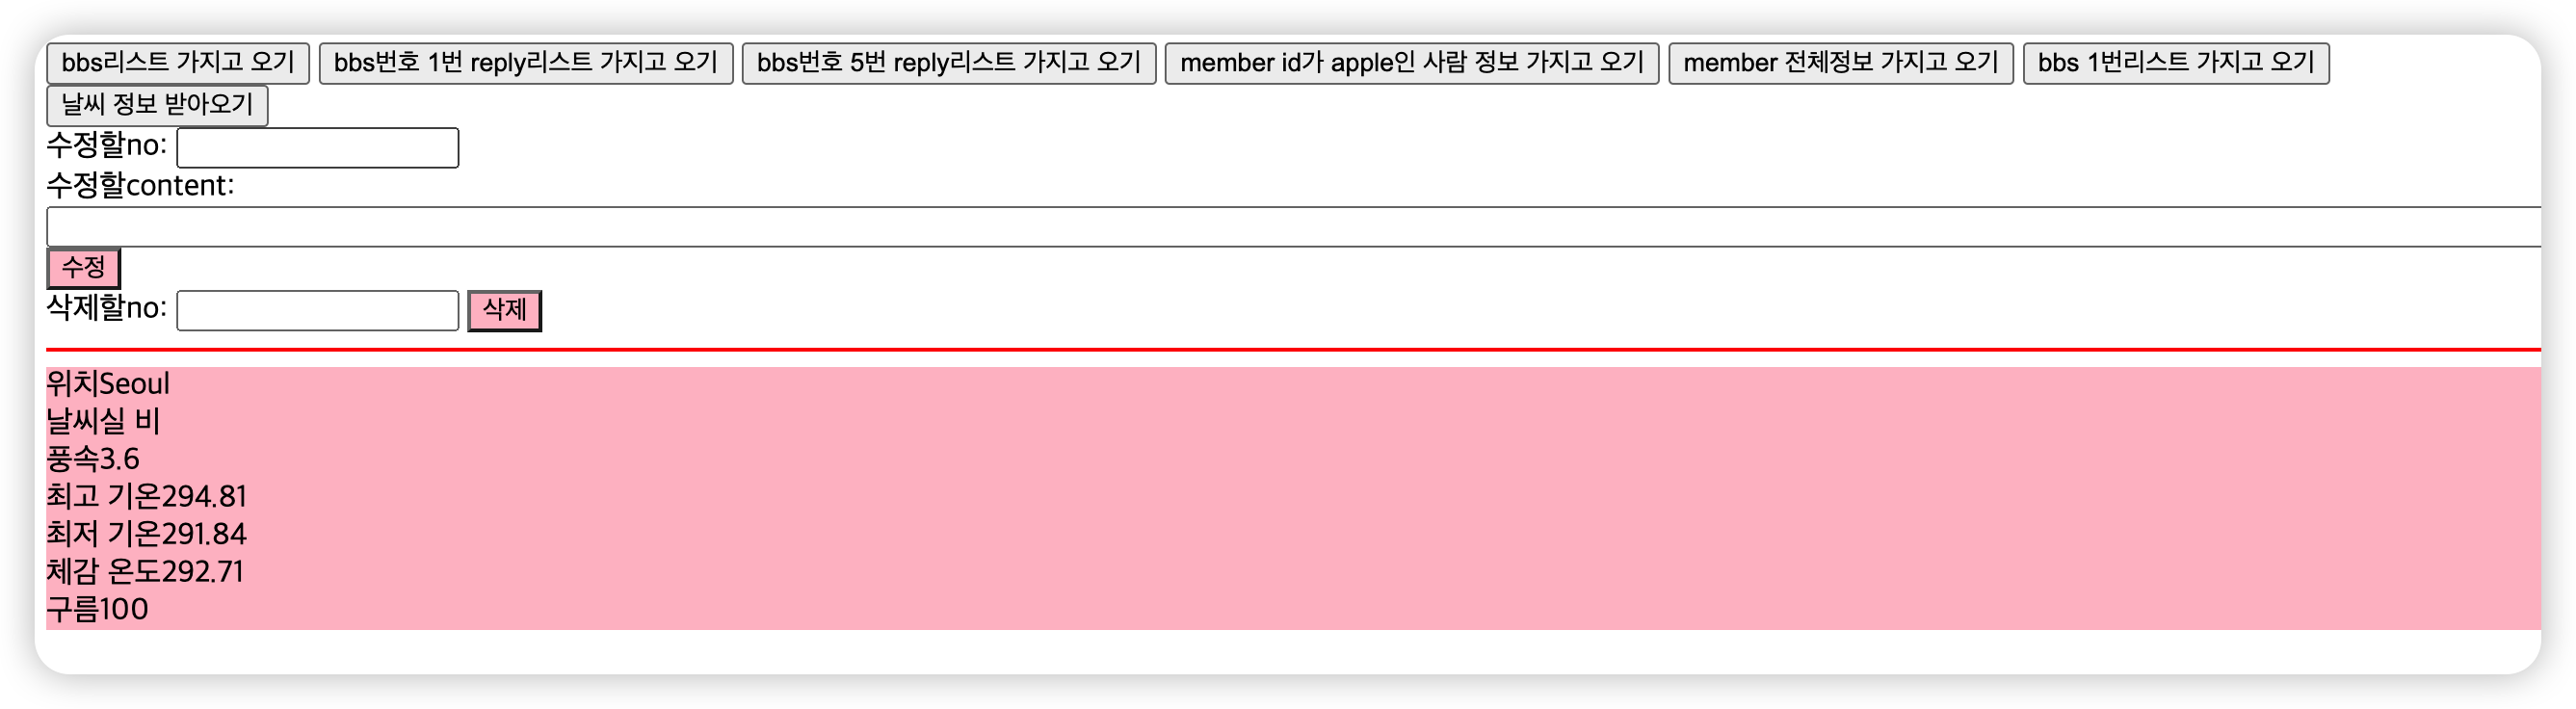 bbs리스트 가지고 오기 bbs번호 1번 reply리스트 가지고 오기 bbs번호 5번 reply리스트 가지고 오기 member id가 apple인 사람 정보 가지고 오기 member 전체정보 가지고 오기 bbs 1번리스트 가지고 오기
날씨 정보 받아오기
수정할no:
수정할content:
수정
삭제할no: 삭제
위치Seoul
날씨실 비
풍속3.6
최고 기온294.81
최저 기온291.84
체감 온도292.71
구름100